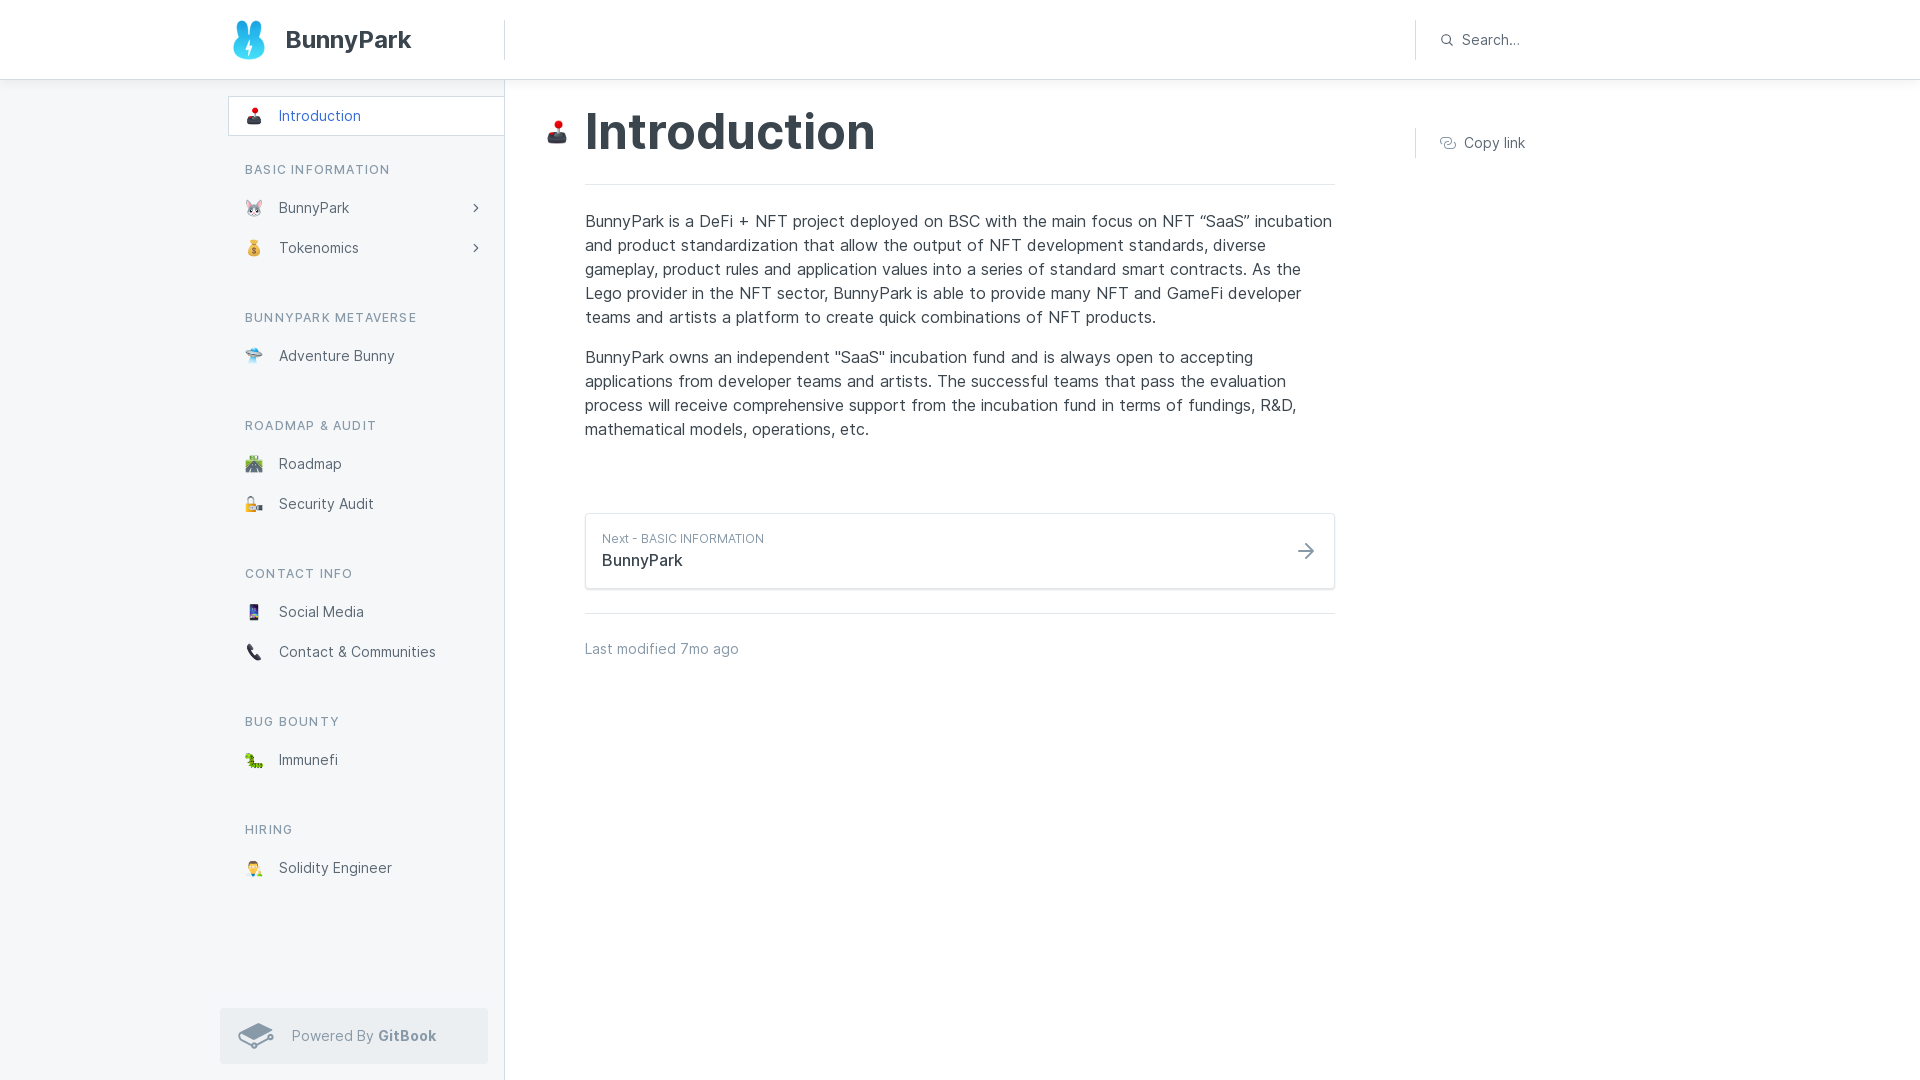 BunnyPark
Search…
Introduction
BASIC INFORMATION
BunnyPark
Tokenomics
BUNNYPARK METAVERSE
Adventure Bunny
ROADMAP & AUDIT
Roadmap
Security Audit
CONTACT INFO
Social Media
Contact & Communities
BUG BOUNTY
Immunefi
HIRING
Solidity Engineer
Powered By GitBook
Introduction
Copy link
BunnyPark is a DeFi + NFT project deployed on BSC with the main focus on NFT “SaaS” incubation
and product standardization that allow the output of NFT development standards, diverse
gameplay, product rules and application values into a series of standard smart contracts. As the
Lego provider in the NFT sector, BunnyPark is able to provide many NFT and GameFi developer
teams and artists a platform to create quick combinations of NFT products.
BunnyPark owns an independent "SaaS" incubation fund and is always open to accepting
applications from developer teams and artists. The successful teams that pass the evaluation
process will receive comprehensive support from the incubation fund in terms of fundings, R&D,
mathematical models, operations, etc.
Next - BASIC INFORMATION
BunnyPark
Last modified 7mo ago